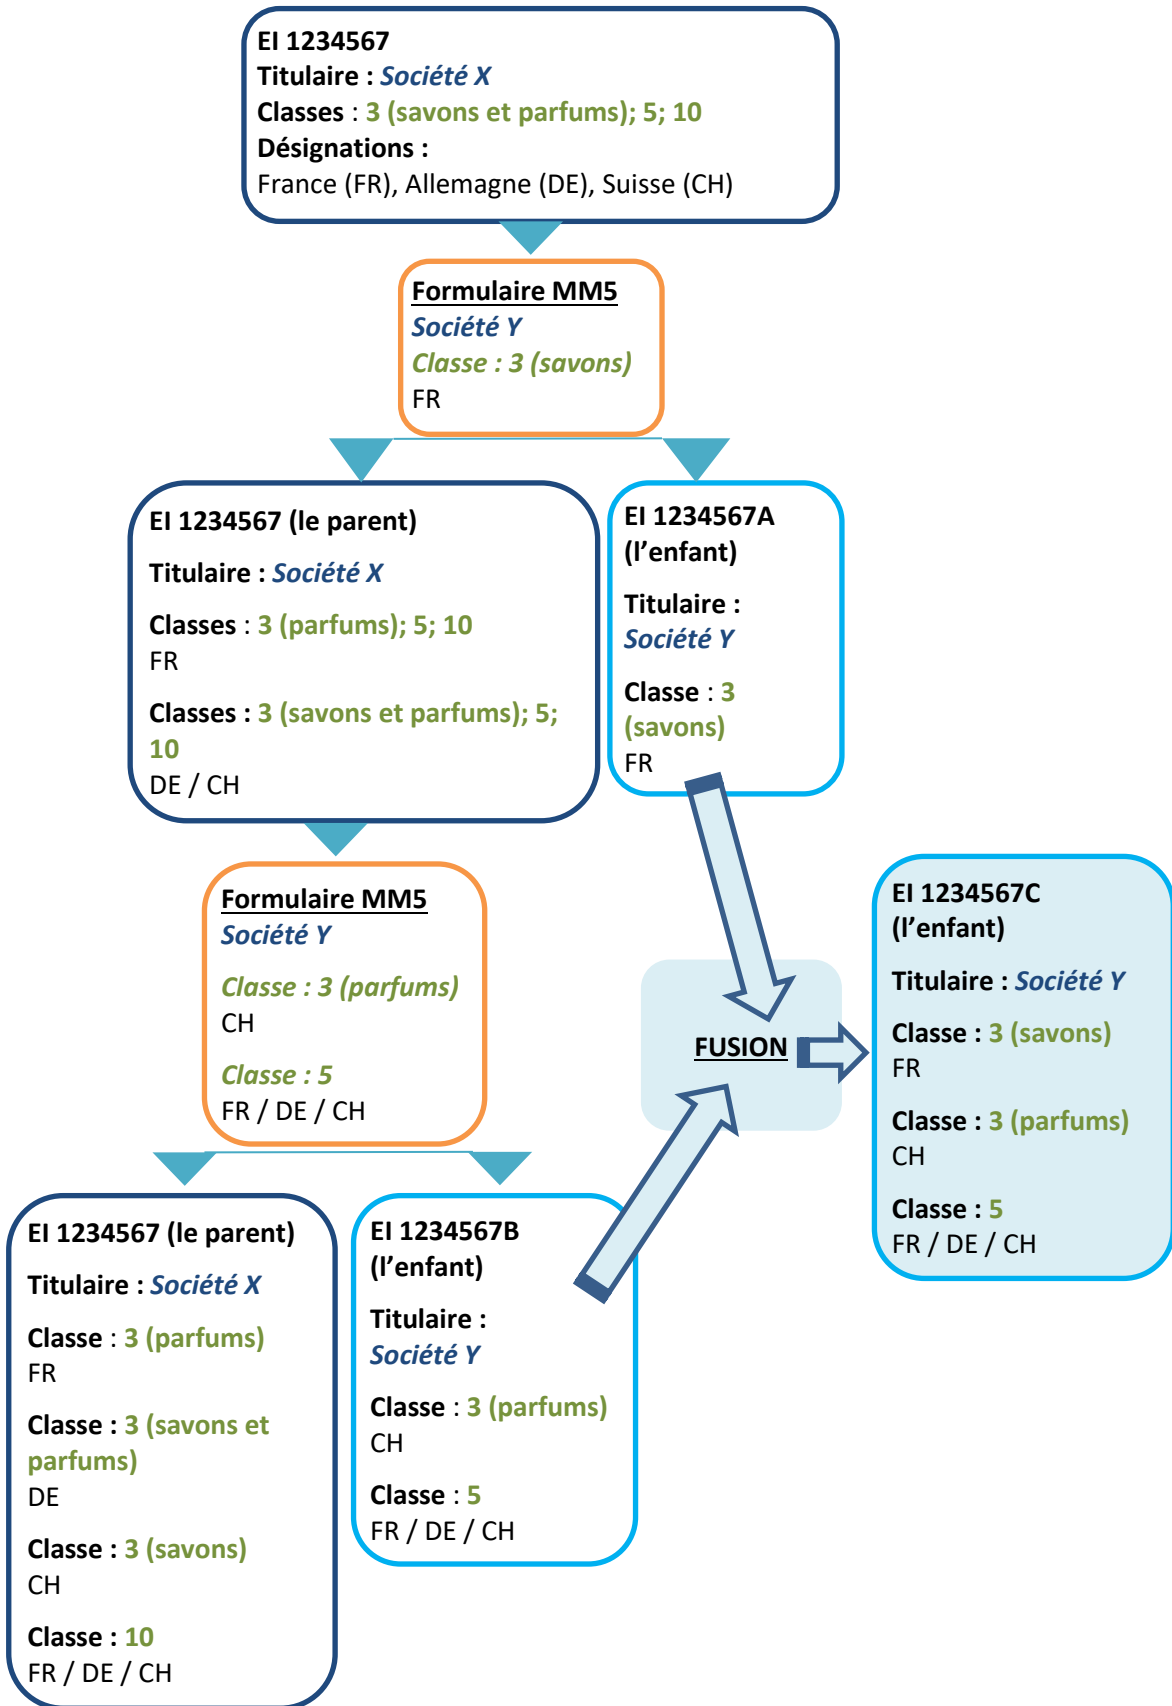 EI 1234567
Titulaire : Société X
Classes : 3 (savons et parfums); 5; 10
Désignations :
France (FR), Allemagne (DE), Suisse (CH)
Formulaire MM5
Société Y
Classe : 3 (savons)
FR
EI 1234567 (le parent)
Titulaire : Société X
Classes : 3 (parfums); 5; 10
FR
Classes : 3 (savons et parfums); 5;
10
DE / CH
EI 1234567A
(l’enfant)
Titulaire :
Société Y
Classe : 3
(savons)
FR
Formulaire MM5
Société Y
Classe : 3 (parfums)
CH
Classe : 5
FR / DE / CH
FUSION
EI 1234567C
(l’enfant)
Titulaire : Société Y
Classe : 3 (savons)
FR
Classe : 3 (parfums)
CH
Classe : 5
FR / DE / CH
EI 1234567 (le parent)
Titulaire : Société X
Classe : 3 (parfums)
FR
Classe : 3 (savons et
parfums)
DE
Classe : 3 (savons)
CH
Classe : 10
FR / DE / CH
EI 1234567B
(l’enfant)
Titulaire :
Société Y
Classe : 3 (parfums)
CH
Classe : 5
FR / DE / CH